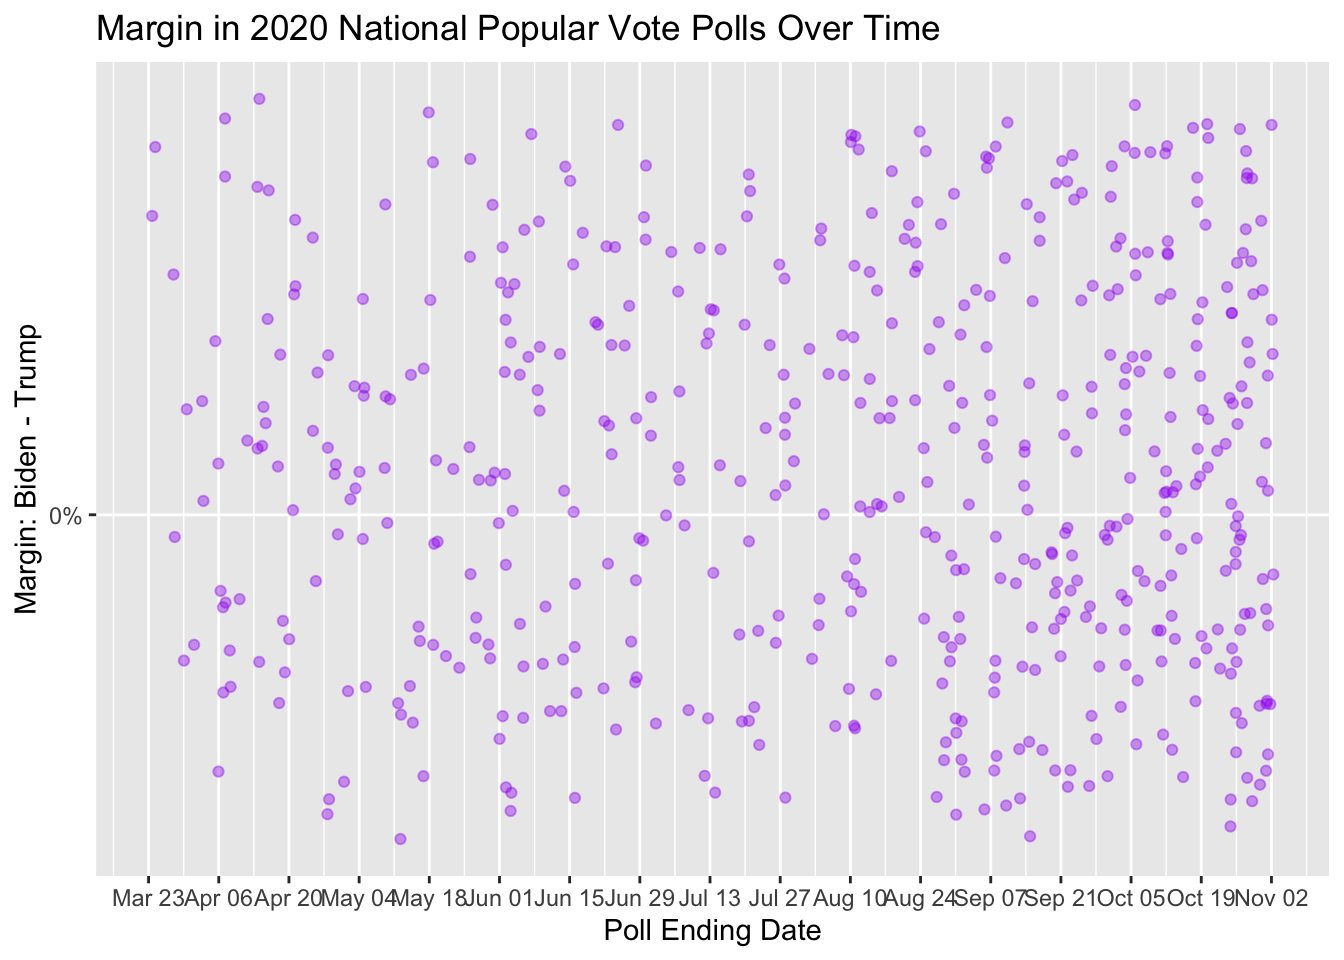 Margin in 2020 National Popular Vote Polls Over Time
Margin: Biden - Trump
0%
Mar 23 Apr 06 Apr 20 May 04 May 18 Jun 01 Jun 15 Jun 29 Jul 13 Jul 27 Aug 10 Aug 24 Sep 07 Sep 21 Oct 05 Oct 19 Nov 02
Poll Ending Date